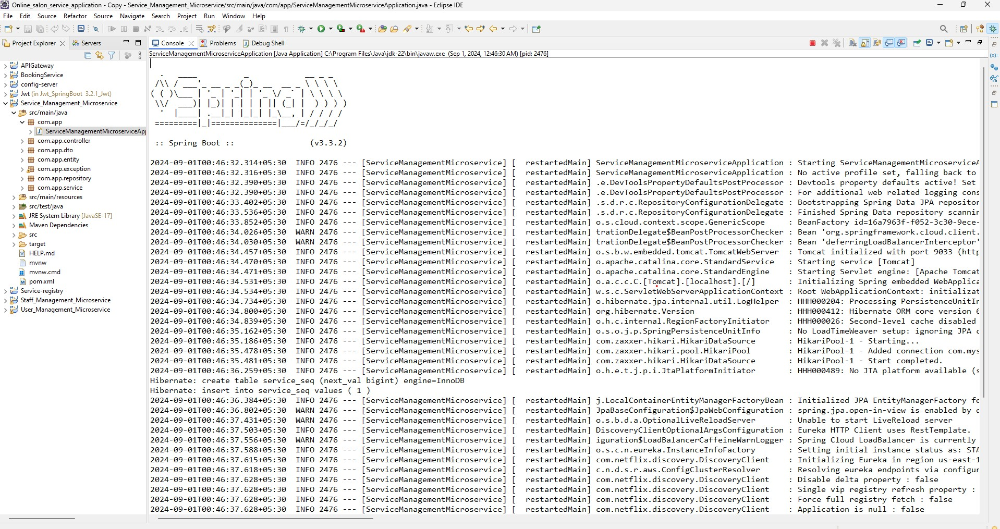 Online_salon_service_application - Copy - Service_Management_Microservice/src/main/java/com/app/ServiceManagementMicroserviceApplication.java - Eclipse IDE
File Edit Source Refactor Source Navigate Search Project Run Window Help
Project Explorer Servers
Console Problems Debug Shell
ServiceManagementMicroserviceApplication [Java Application] C:\Program Files\Java\jdk-22\bin\javaw.exe (Sep 1, 2024, 12:46:30 AM) [pid: 2476]
APIGateway
BookingService
config-server
Jwt (in Jwt_SpringBoot 3.2.1_Jwt)
Service_Management_Microservice
src/main/java
com.app
ServiceManagementMicroserviceAp
com.app.controller
com.app.dto
com.app.entity
com.app.exception
com.app.repository
com.app.service
src/main/resources
src/test/java
JRE System Library [JavaSE-17]
Maven Dependencies
src
target
HELP.md
mvnw
mvnw.cmd
pom.xml
Service-registry
Staff_Management_Microservice
User_Management_Microservice
Spring
:: Spring Boot :: (v3.3.2)
2024-09-01T00:46:32.314+05:30 INFO 2476 --- [ServiceManagementMicroservice] [ restartedMain] ServiceManagementMicroserviceApplication : Starting ServiceManagementMicroserviceA
2024-09-01T00:46:32.316+05:30 INFO 2476 --- [ServiceManagementMicroservice] [ restartedMain] ServiceManagementMicroserviceApplication : No active profile set, falling back to
2024-09-01T00:46:32.390+05:30 INFO 2476 --- [ServiceManagementMicroservice] [ restartedMain] .e.DevToolsPropertyDefaultsPostProcessor : Devtools property defaults active! Set
2024-09-01T00:46:32.390+05:30 INFO 2476 --- [ServiceManagementMicroservice] [ restartedMain] .e.DevToolsPropertyDefaultsPostProcessor : For additional web related logging cons
2024-09-01T00:46:33.402+05:30 INFO 2476 --- [ServiceManagementMicroservice] [ restartedMain] .s.d.r.c.RepositoryConfigurationDelegate : Bootstrapping Spring Data JPA repositor
2024-09-01T00:46:33.536+05:30 INFO 2476 --- [ServiceManagementMicroservice] [ restartedMain] .s.d.r.c.RepositoryConfigurationDelegate : Finished Spring Data repository scannin
2024-09-01T00:46:33.852+05:30 INFO 2476 --- [ServiceManagementMicroservice] [ restartedMain] o.s.cloud.context.scope.GenericScope : BeanFactory id=16a7963f-f052-3c30-9ece-
2024-09-01T00:46:34.026+05:30 WARN 2476 --- [ServiceManagementMicroservice] [ restartedMain] trationDelegate$BeanPostProcessorChecker : Bean 'org.springframework.cloud.client.
2024-09-01T00:46:34.030+05:30 WARN 2476 --- [ServiceManagementMicroservice] [ restartedMain] trationDelegate$BeanPostProcessorChecker : Bean 'deferringLoadBalancerInterceptor'
2024-09-01T00:46:34.457+05:30 INFO 2476 --- [ServiceManagementMicroservice] [ restartedMain] o.s.b.w.embedded.tomcat.TomcatWebServer : Tomcat initialized with port 9033 (http
2024-09-01T00:46:34.470+05:30 INFO 2476 --- [ServiceManagementMicroservice] [ restartedMain] o.apache.catalina.core.StandardService : Starting service [Tomcat]
2024-09-01T00:46:34.471+05:30 INFO 2476 --- [ServiceManagementMicroservice] [ restartedMain] o.apache.catalina.core.StandardEngine : Starting Servlet engine: [Apache Tomcat
2024-09-01T00:46:34.531+05:30 INFO 2476 --- [ServiceManagementMicroservice] [ restartedMain] o.a.c.c.C.[Tomcat].[localhost].[/] : Initializing Spring embedded WebApplica
2024-09-01T00:46:34.534+05:30 INFO 2476 --- [ServiceManagementMicroservice] [ restartedMain] w.s.c.ServletWebServerApplicationContext : Root WebApplicationContext: initializat
2024-09-01T00:46:34.734+05:30 INFO 2476 --- [ServiceManagementMicroservice] [ restartedMain] o.hibernate.jpa.internal.util.LogHelper : HHH000204: Processing PersistenceUnitIn
2024-09-01T00:46:34.800+05:30 INFO 2476 --- [ServiceManagementMicroservice] [ restartedMain] org.hibernate.Version : HHH000412: Hibernate ORM core version 6
2024-09-01T00:46:34.839+05:30 INFO 2476 --- [ServiceManagementMicroservice] [ restartedMain] o.h.c.internal.RegionFactoryInitiator : HHH000026: Second-level cache disabled
2024-09-01T00:46:35.162+05:30 INFO 2476 --- [ServiceManagementMicroservice] [ restartedMain] o.s.o.j.p.SpringPersistenceUnitInfo : No LoadTimeWeaver setup: ignoring JPA c
2024-09-01T00:46:35.186+05:30 INFO 2476 --- [ServiceManagementMicroservice] [ restartedMain] com.zaxxer.hikari.HikariDataSource : HikariPool-1 - Starting...
2024-09-01T00:46:35.478+05:30 INFO 2476 --- [ServiceManagementMicroservice] [ restartedMain] com.zaxxer.hikari.pool.HikariPool : HikariPool-1 - Added connection com.mys
2024-09-01T00:46:35.481+05:30 INFO 2476 --- [ServiceManagementMicroservice] [ restartedMain] com.zaxxer.hikari.HikariDataSource : HikariPool-1 - Start completed.
2024-09-01T00:46:36.259+05:30 INFO 2476 --- [ServiceManagementMicroservice] [ restartedMain] o.h.e.t.j.p.i.JtaPlatformInitiator : HHH000489: No JTA platform available (s
Hibernate: create table service_seq (next_val bigint) engine=InnoDB
Hibernate: insert into service_seq values ( 1 )
2024-09-01T00:46:36.384+05:30 INFO 2476 --- [ServiceManagementMicroservice] [ restartedMain] j.LocalContainerEntityManagerFactoryBean : Initialized JPA EntityManagerFactory fo
2024-09-01T00:46:36.802+05:30 WARN 2476 --- [ServiceManagementMicroservice] [ restartedMain] JpaBaseConfiguration$JpaWebConfiguration : spring.jpa.open-in-view is enabled by d
2024-09-01T00:46:37.431+05:30 WARN 2476 --- [ServiceManagementMicroservice] [ restartedMain] o.s.b.d.a.OptionalLiveReloadServer : Unable to start LiveReload server
2024-09-01T00:46:37.503+05:30 INFO 2476 --- [ServiceManagementMicroservice] [ restartedMain] DiscoveryClientOptionalArgsConfiguration : Eureka HTTP Client uses RestTemplate.
2024-09-01T00:46:37.556+05:30 WARN 2476 --- [ServiceManagementMicroservice] [ restartedMain] iguration$LoadBalancerCaffeineWarnLogger : Spring Cloud LoadBalancer is currently
2024-09-01T00:46:37.588+05:30 INFO 2476 --- [ServiceManagementMicroservice] [ restartedMain] o.s.c.n.eureka.InstanceInfoFactory : Setting initial instance status as: STA
2024-09-01T00:46:37.615+05:30 INFO 2476 --- [ServiceManagementMicroservice] [ restartedMain] com.netflix.discovery.DiscoveryClient : Initializing Eureka in region us-east-1
2024-09-01T00:46:37.618+05:30 INFO 2476 --- [ServiceManagementMicroservice] [ restartedMain] c.n.d.s.r.aws.ConfigClusterResolver : Resolving eureka endpoints via configur
2024-09-01T00:46:37.628+05:30 INFO 2476 --- [ServiceManagementMicroservice] [ restartedMain] com.netflix.discovery.DiscoveryClient : Disable delta property : false
2024-09-01T00:46:37.628+05:30 INFO 2476 --- [ServiceManagementMicroservice] [ restartedMain] com.netflix.discovery.DiscoveryClient : Single vip registry refresh property :
2024-09-01T00:46:37.628+05:30 INFO 2476 --- [ServiceManagementMicroservice] [ restartedMain] com.netflix.discovery.DiscoveryClient : Force full registry fetch : false
2024-09-01T00:46:37.628+05:30 INFO 2476 --- [ServiceManagementMicroservice] [ restartedMain] com.netflix.discovery.DiscoveryClient : Application is null : false